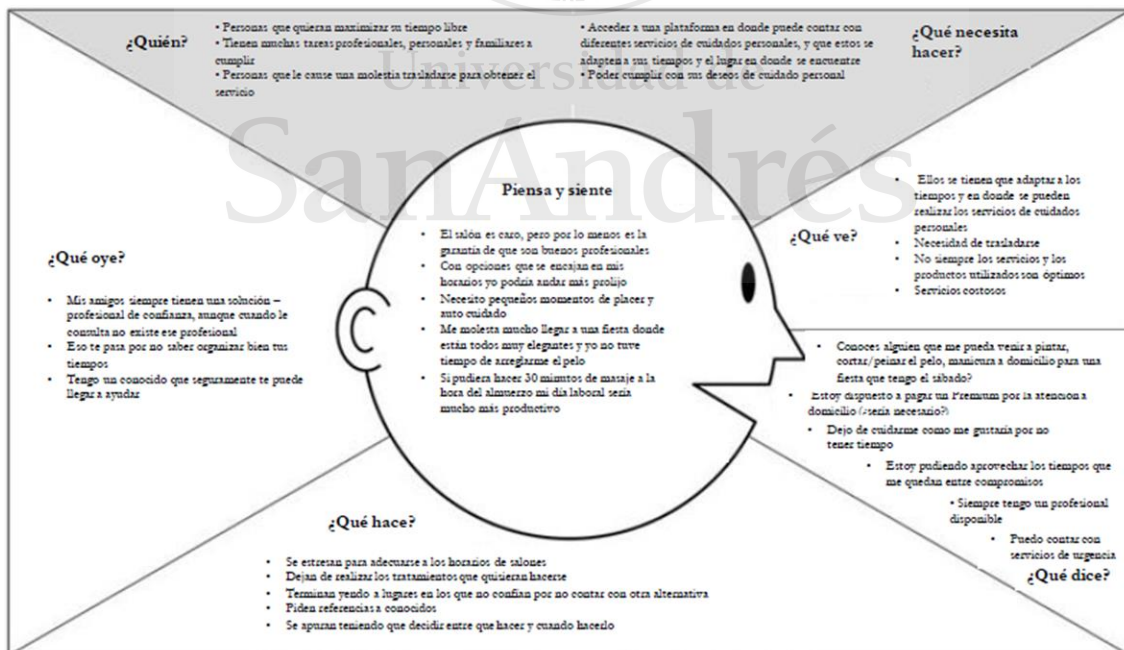 ¿Quién?
• Personas que quieran maximizar su tiempo libre
• Tienen muchas tareas profesionales, personales y familiares a
cumplir
• Personas que le cause una molestia trasladarse para obtener el
servicio
• Acceder a una plataforma en donde puede contar con
diferentes servicios de cuidados personales, y que estos se
adapten a sus tiempos y el lugar en donde se encuentre
• Poder cumplir con sus deseos de cuidado personal
¿Qué necesita
hacer?
Universidad de
SanAndrés
Piensa y siente
• El salón es caro, pero por lo menos es la
garantía de que son buenos profesionales
• Con opciones que se encajan en mis
horarios yo podría andar más prolijo
• Necesito pequeños momentos de placer y
auto cuidado
• Me molesta mucho llegar a una fiesta donde
están todos muy elegantes y yo no tuve
tiempo de arreglarme el pelo
• Si pudiera hacer 30 minutos de masaje a la
hora del almuerzo mi día laboral sería
mucho más productivo
¿Qué ve?
• Ellos se tienen que adaptar a los
tiempos y en donde se pueden
realizar los servicios de cuidados
personales
• Necesidad de trasladarse
• No siempre los servicios y los
productos utilizados son óptimos
• Servicios costosos
¿Qué oye?
• Mis amigos siempre tienen una solución –
profesional de confianza, aunque cuando le
consulta no existe ese profesional
• Eso te pasa por no saber organizar bien tus
tiempos
• Tengo un conocido que seguramente te puede
llegar a ayudar
• Conoces alguien que me pueda venir a pintar,
cortar/peinar el pelo, manicura a domicilio para una
fiesta que tengo el sábado?
• Estoy dispuesto a pagar un Premium por la atención a
domicilio (¿sería necesario?)
• Dejo de cuidarme como me gustaría por no
tener tiempo
• Estoy pudiendo aprovechar los tiempos que
me quedan entre compromisos
• Siempre tengo un profesional
disponible
• Puedo contar con
servicios de urgencia
¿Qué dice?
¿Qué hace?
• Se estresan para adecuarse a los horarios de salones
• Dejan de realizar los tratamientos que quisieran hacerse
• Terminan yendo a lugares en los que no confían por no contar con otra alternativa
• Piden referencias a conocidos
• Se apuran teniendo que decidir entre que hacer y cuando hacerlo